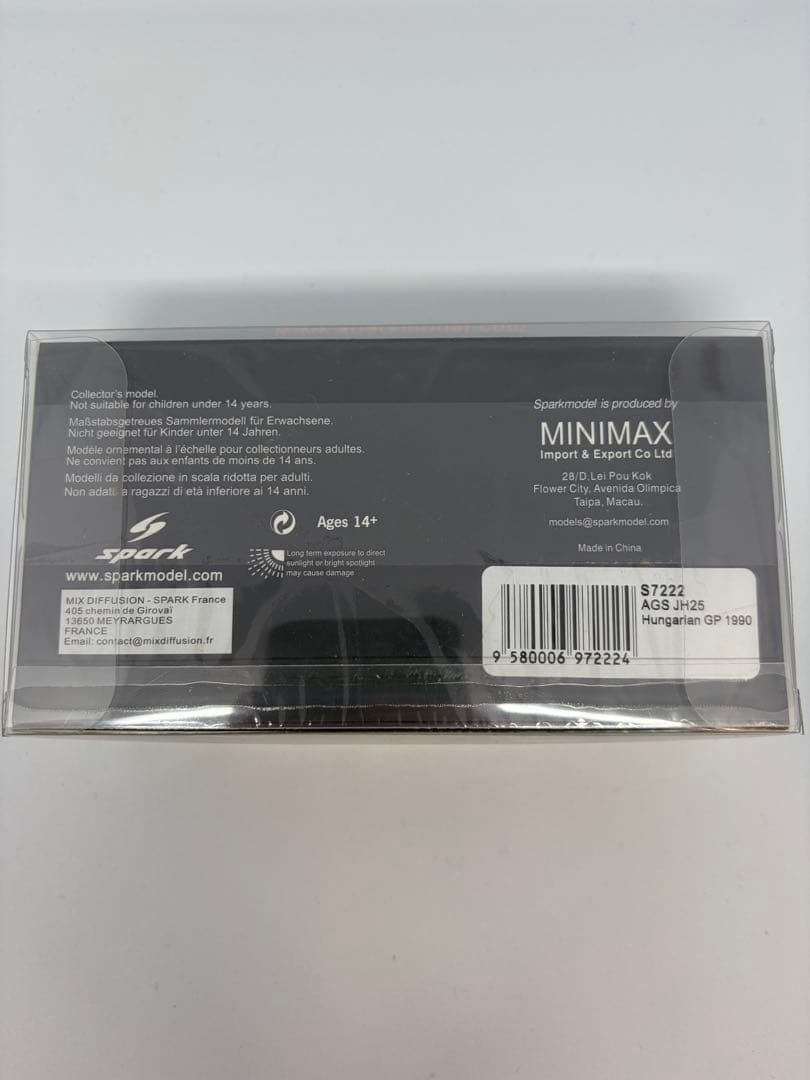 Collector's model.
Not suitable for children under 14 years.
Maßstabsgetreues Sammlermodell für Erwachsene.
Nicht geeignet für Kinder unter 14 Jahren.
Modèle ornemental à l'échelle pour collectionneurs adultes.
Ne convient pas aux enfants de moins de 14 ans.
Modelli da collezione in scala ridotta per adulti.
Non adatti a ragazzi di età inferiore ai 14 anni.
spark
www.sparkmodel.com
Ages 14+
Long term exposure to direct
sunlight or bright spotlight
may cause damage
MIX DIFFUSION - SPARK France
405 chemin de Girovaï
13650 MEYRARGUES
FRANCE
Email: contact@mixdiffusion.fr
Sparkmodel is produced by
MINIMAX
Import & Export Co Ltd
28/D.Lei Pou Kok
Flower City, Avenida Olimpica
Taipa, Macau.
models@sparkmodel.com
Made in China
S7222
AGS JH25
Hungarian GP 1990
9 580006 972224